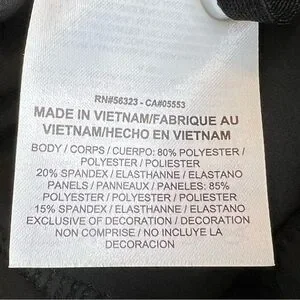 RN#56323 - CA#05553
MADE IN VIETNAM/FABRIQUE AU
VIETNAM/HECHO EN VIETNAM
BODY / CORPS / CUERPO: 80% POLYESTER /
POLYESTER / POLIESTER
20% SPANDEX / ELASTHANNE / ELASTANO
PANELS / PANNEAUX / PANELES: 85%
POLYESTER / POLYESTER / POLIESTER
15% SPANDEX / ELASTHANNE / ELASTANO
EXCLUSIVE OF DECORATION / DECORATION
NON COMPRISE / NO INCLUYE LA
DECORACION